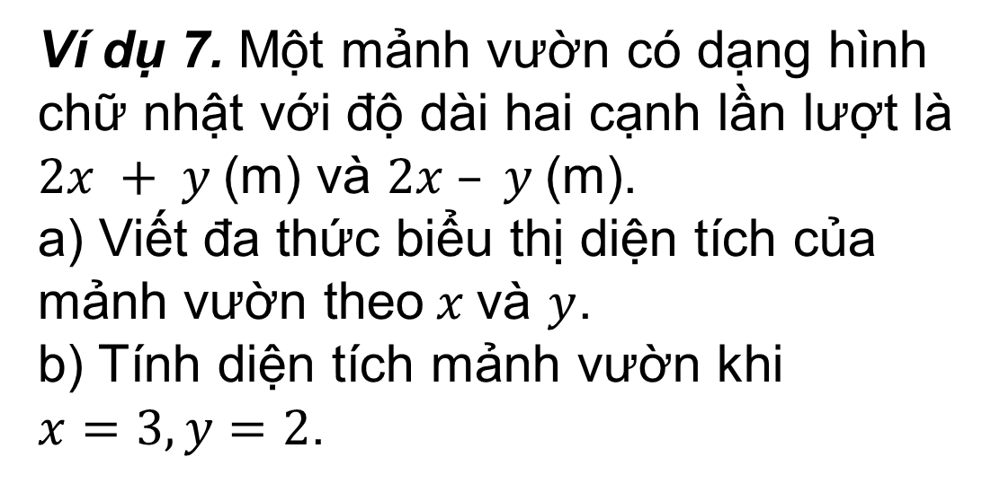 Ví dụ 7. Một mảnh vườn có dạng hình
chữ nhật với độ dài hai cạnh lần lượt là
2x + y (m) và 2x – y (m).
a) Viết đa thức biểu thị diện tích của
mảnh vườn theo x và y.
b) Tính diện tích mảnh vườn khi
x = 3, y = 2.